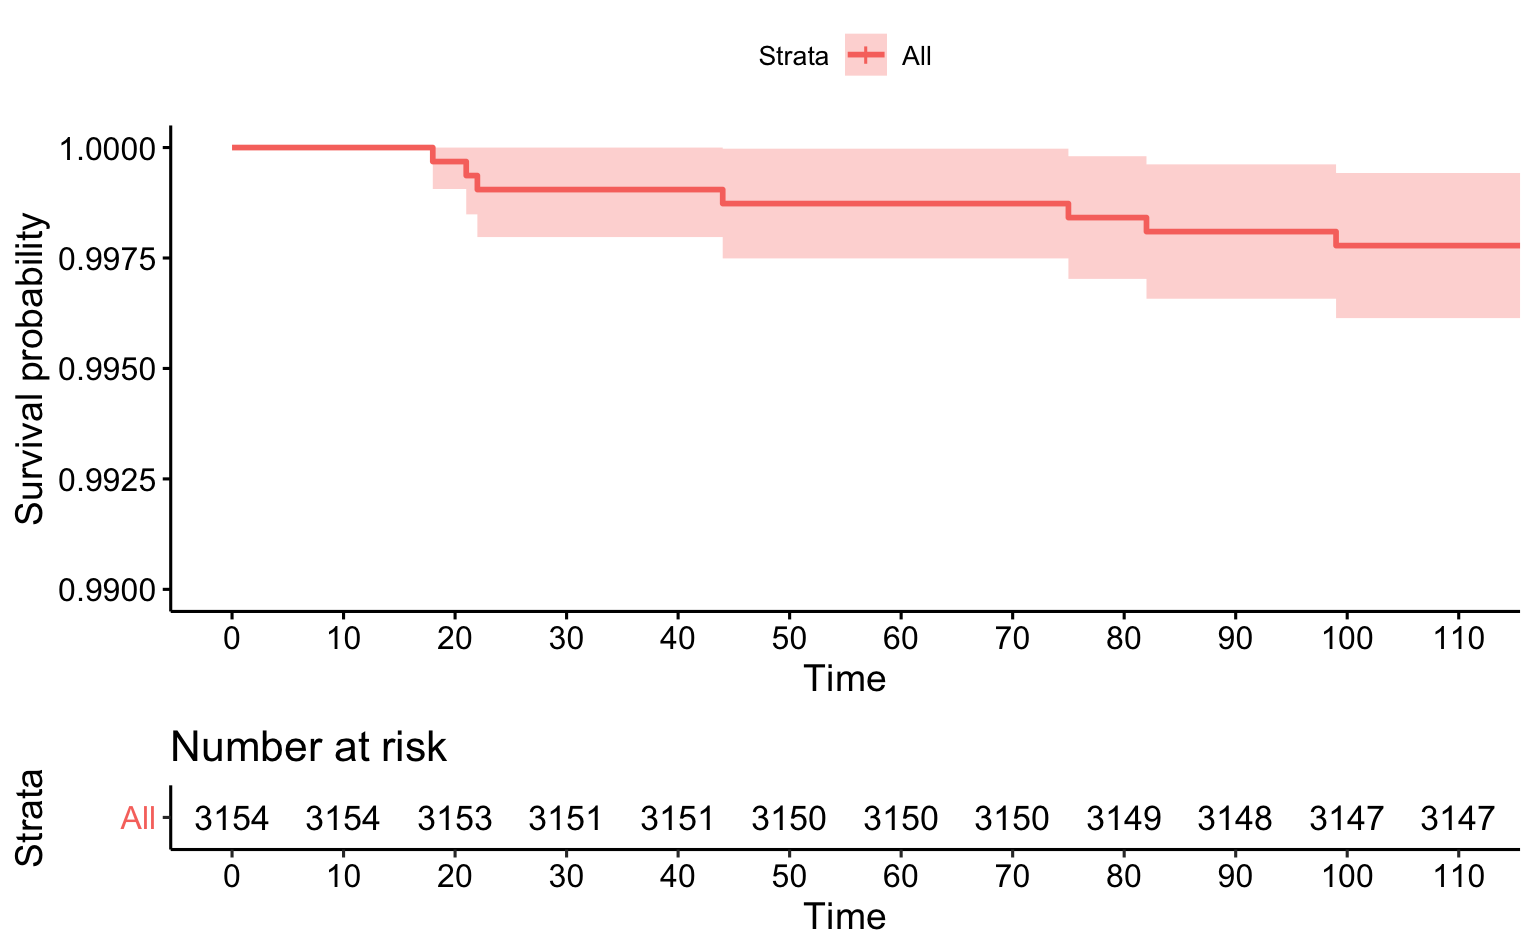 Strata All
1.0000
0.9975
0.9950
0.9925
0.9900
Survival probability
0 10 20 30 40 50 60 70 80 90 100 110
Time
Number at risk
Strata
All 3154 3154 3153 3151 3151 3150 3150 3150 3149 3148 3147 3147
0 10 20 30 40 50 60 70 80 90 100 110
Time